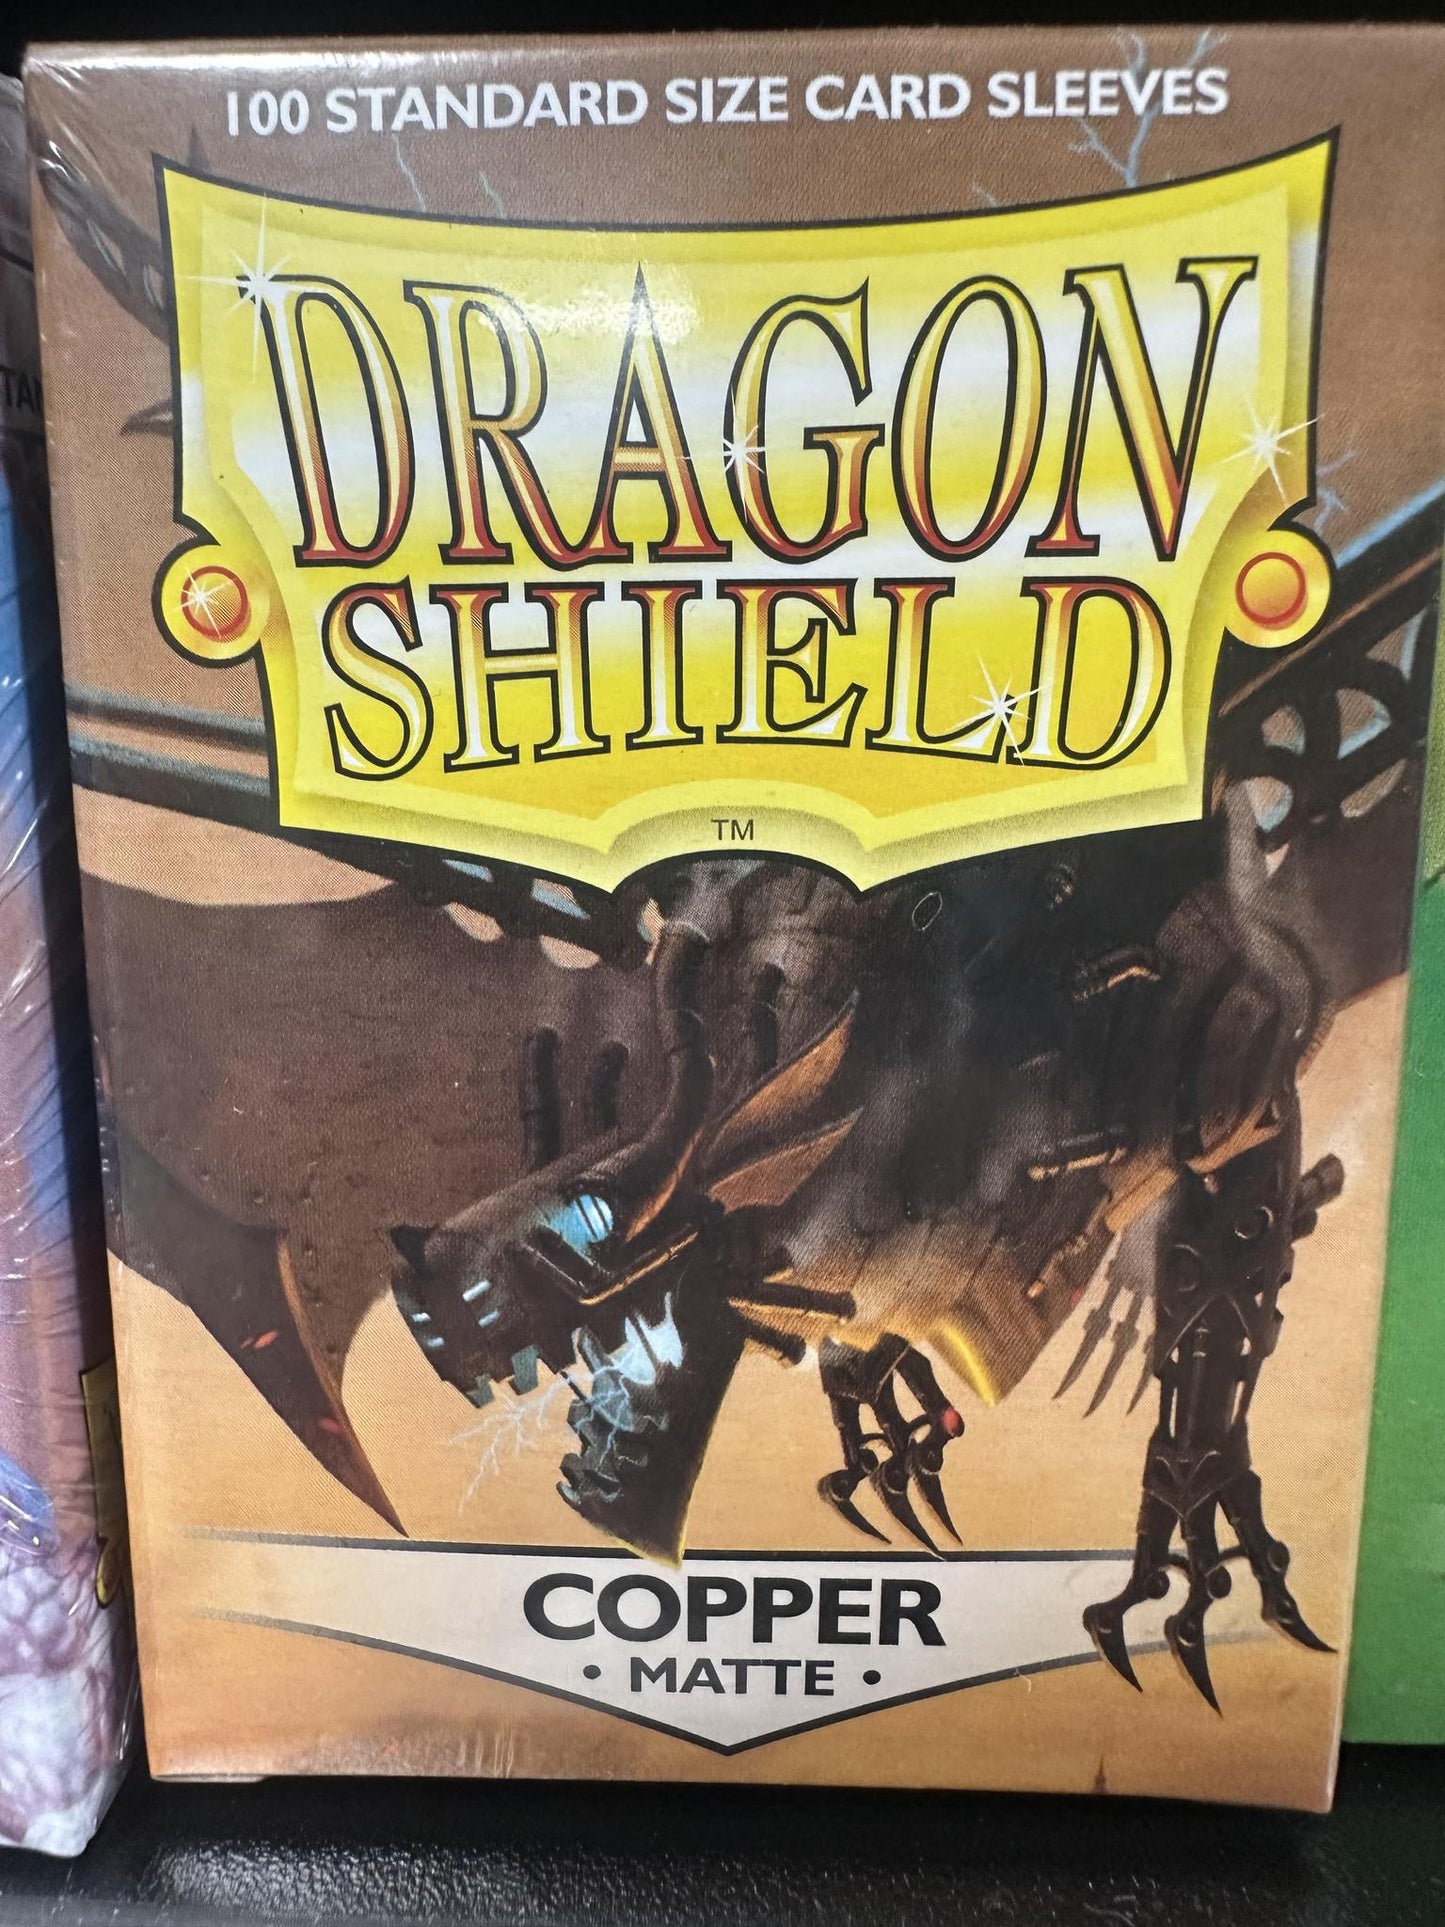 100 STANDARD SIZE CARD SLEEVES
DRAGON
SHIELD
TM
COPPER
• MATTE •